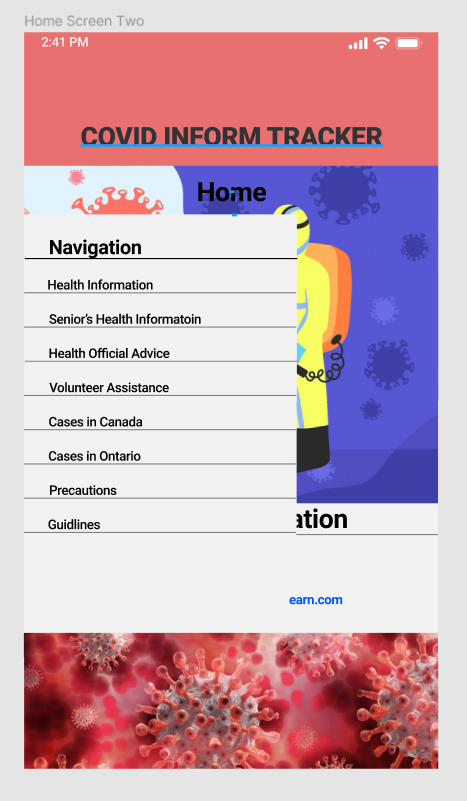 Home Screen Two
2:41 PM
COVID INFORM TRACKER
Home
Navigation
Health Information
Senior's Health Informatoin
Health Official Advice
Volunteer Assistance
Cases in Canada
Cases in Ontario
Precautions
Guidlines
ation
earn.com